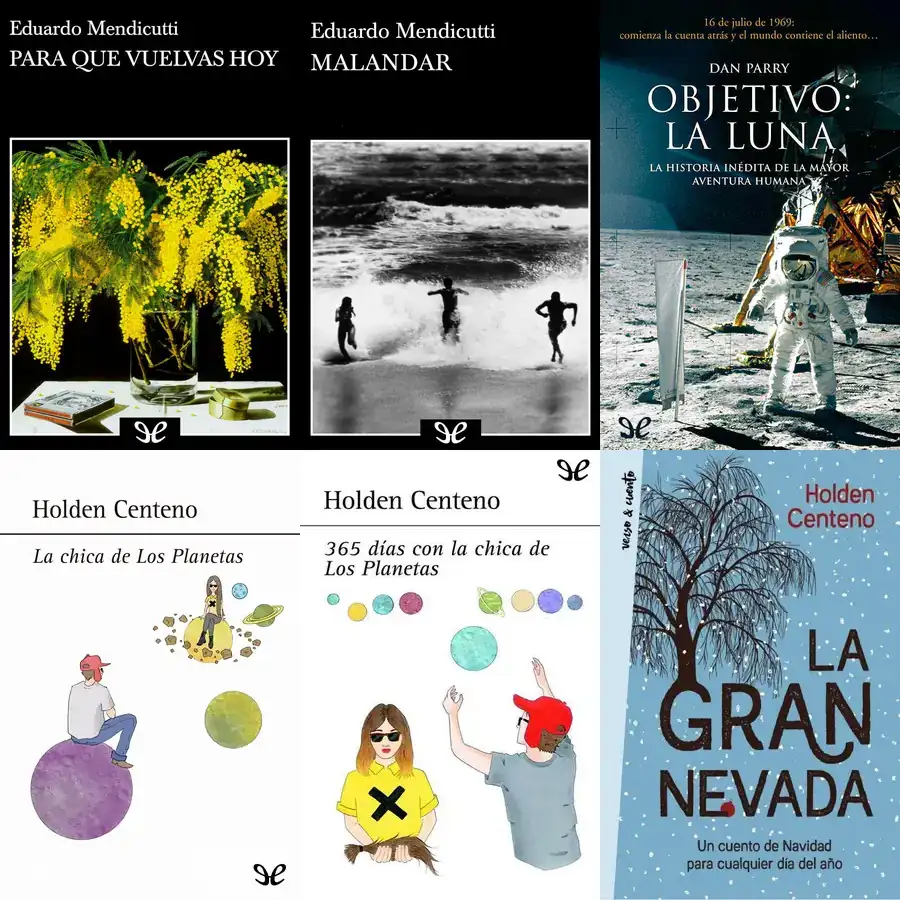 Eduardo Mendicutti
PARA QUE VUELVAS HOY
Eduardo Mendicutti
MALANDAR
16 de julio de 1969:
comienza la cuenta atrás y el mundo contiene el aliento...
DAN PARRY
OBJETIVO:
LA LUNA
LA HISTORIA INÉDITA DE LA MAYOR
AVENTURA HUMANA
Holden Centeno
La chica de Los Planetas
Holden Centeno
365 días con la chica de
Los Planetas
verso & cuento
Holden
Centeno
LA
GRAN
NEVADA
Un cuento de Navidad
para cualquier día del año